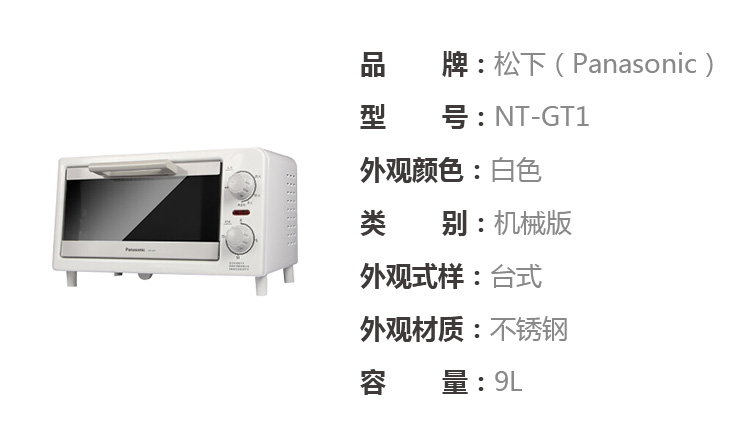 品 牌：松下（Panasonic）
型 号：NT-GT1
外观颜色：白色
类 别：机械版
外观式样：台式
外观材质：不锈钢
容 量：9L
Panasonic